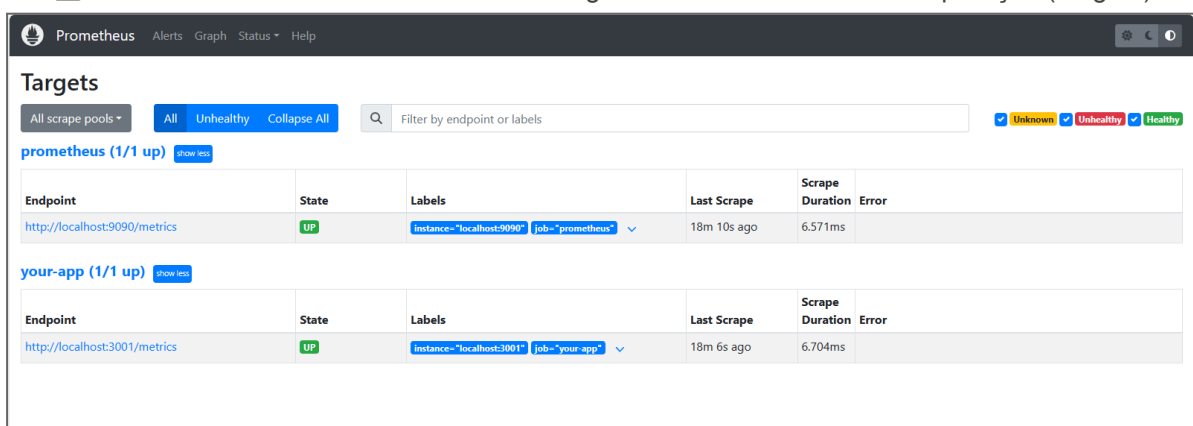 Prometheus Alerts Graph Status Help
Targets
All scrape pools All Unhealthy Collapse All Filter by endpoint or labels Unknown Unhealthy Healthy
prometheus (1/1 up) show less
Endpoint State Labels Last Scrape Scrape Duration Error
http://localhost:9090/metrics UP instance="localhost:9090" job="prometheus" 18m 10s ago 6.571ms
your-app (1/1 up) show less
Endpoint State Labels Last Scrape Scrape Duration Error
http://localhost:3001/metrics UP instance="localhost:3001" job="your-app" 18m 6s ago 6.704ms